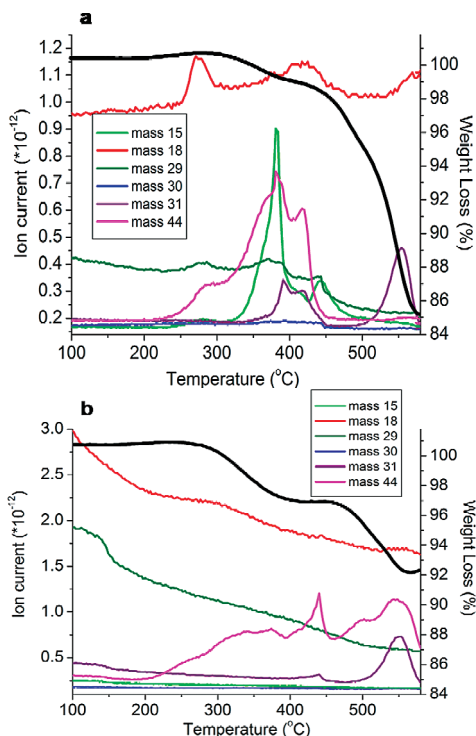 a
1.2
1.1
1.0
0.9
0.8
0.7
0.6
0.5
0.4
0.3
0.2
Ion current (*10⁻¹²)
mass 15
mass 18
mass 29
mass 30
mass 31
mass 44
100
98
96
94
92
90
88
86
84
Weight Loss (%)
100 200 300 400 500
Temperature (°C)
b
3.0
2.5
2.0
1.5
1.0
0.5
Ion current (*10⁻¹²)
mass 15
mass 18
mass 29
mass 30
mass 31
mass 44
100
98
96
94
92
90
88
86
84
Weight Loss (%)
100 200 300 400 500
Temperature (°C)